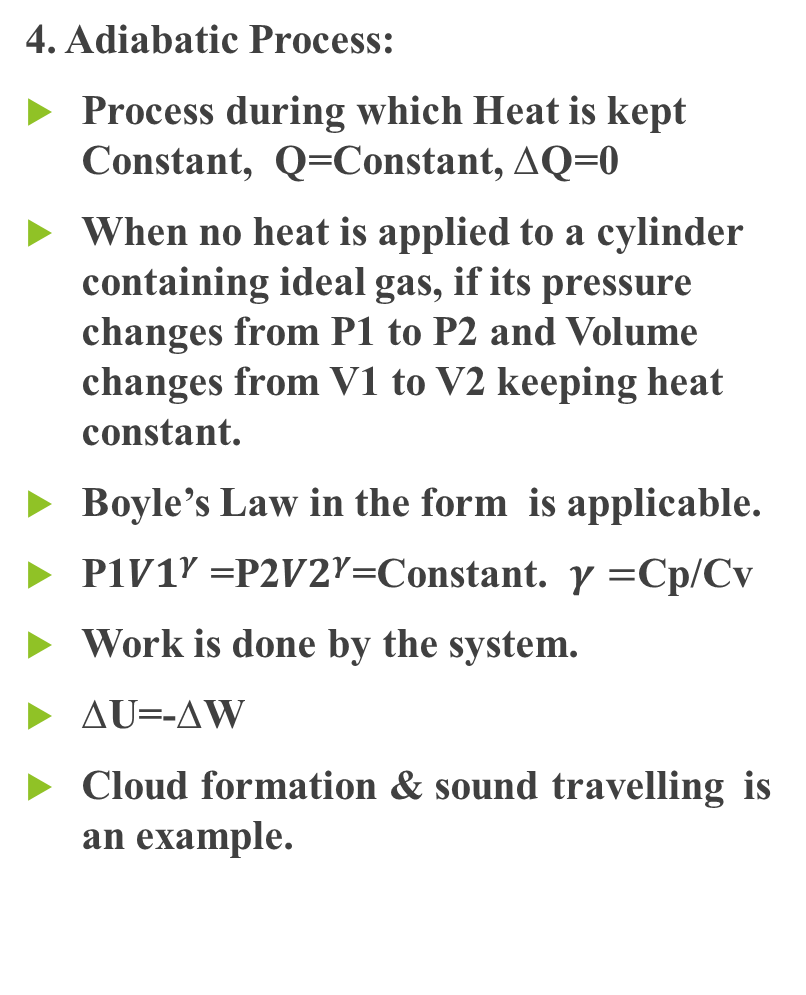 4. Adiabatic Process:
Process during which Heat is kept
Constant,  Q=Constant, ΔQ=0
When no heat is applied to a cylinder
containing ideal gas, if its pressure
changes from P1 to P2 and Volume
changes from V1 to V2 keeping heat
constant.
Boyle’s Law in the form  is applicable.
P1𝑉1^γ =P2𝑉2^γ=Constant.  γ =Cp/Cv
Work is done by the system.
ΔU=-ΔW
Cloud formation & sound travelling  is
an example.